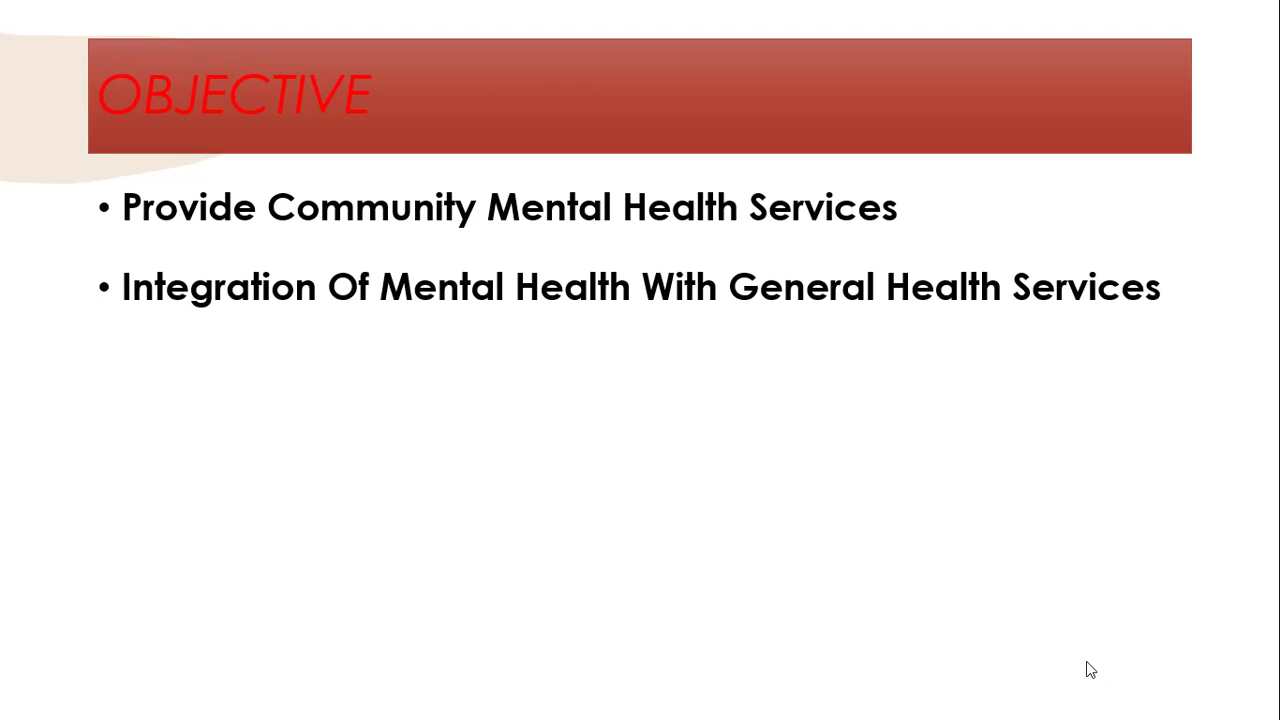 OBJECTIVE
• Provide Community Mental Health Services
• Integration Of Mental Health With General Health Services